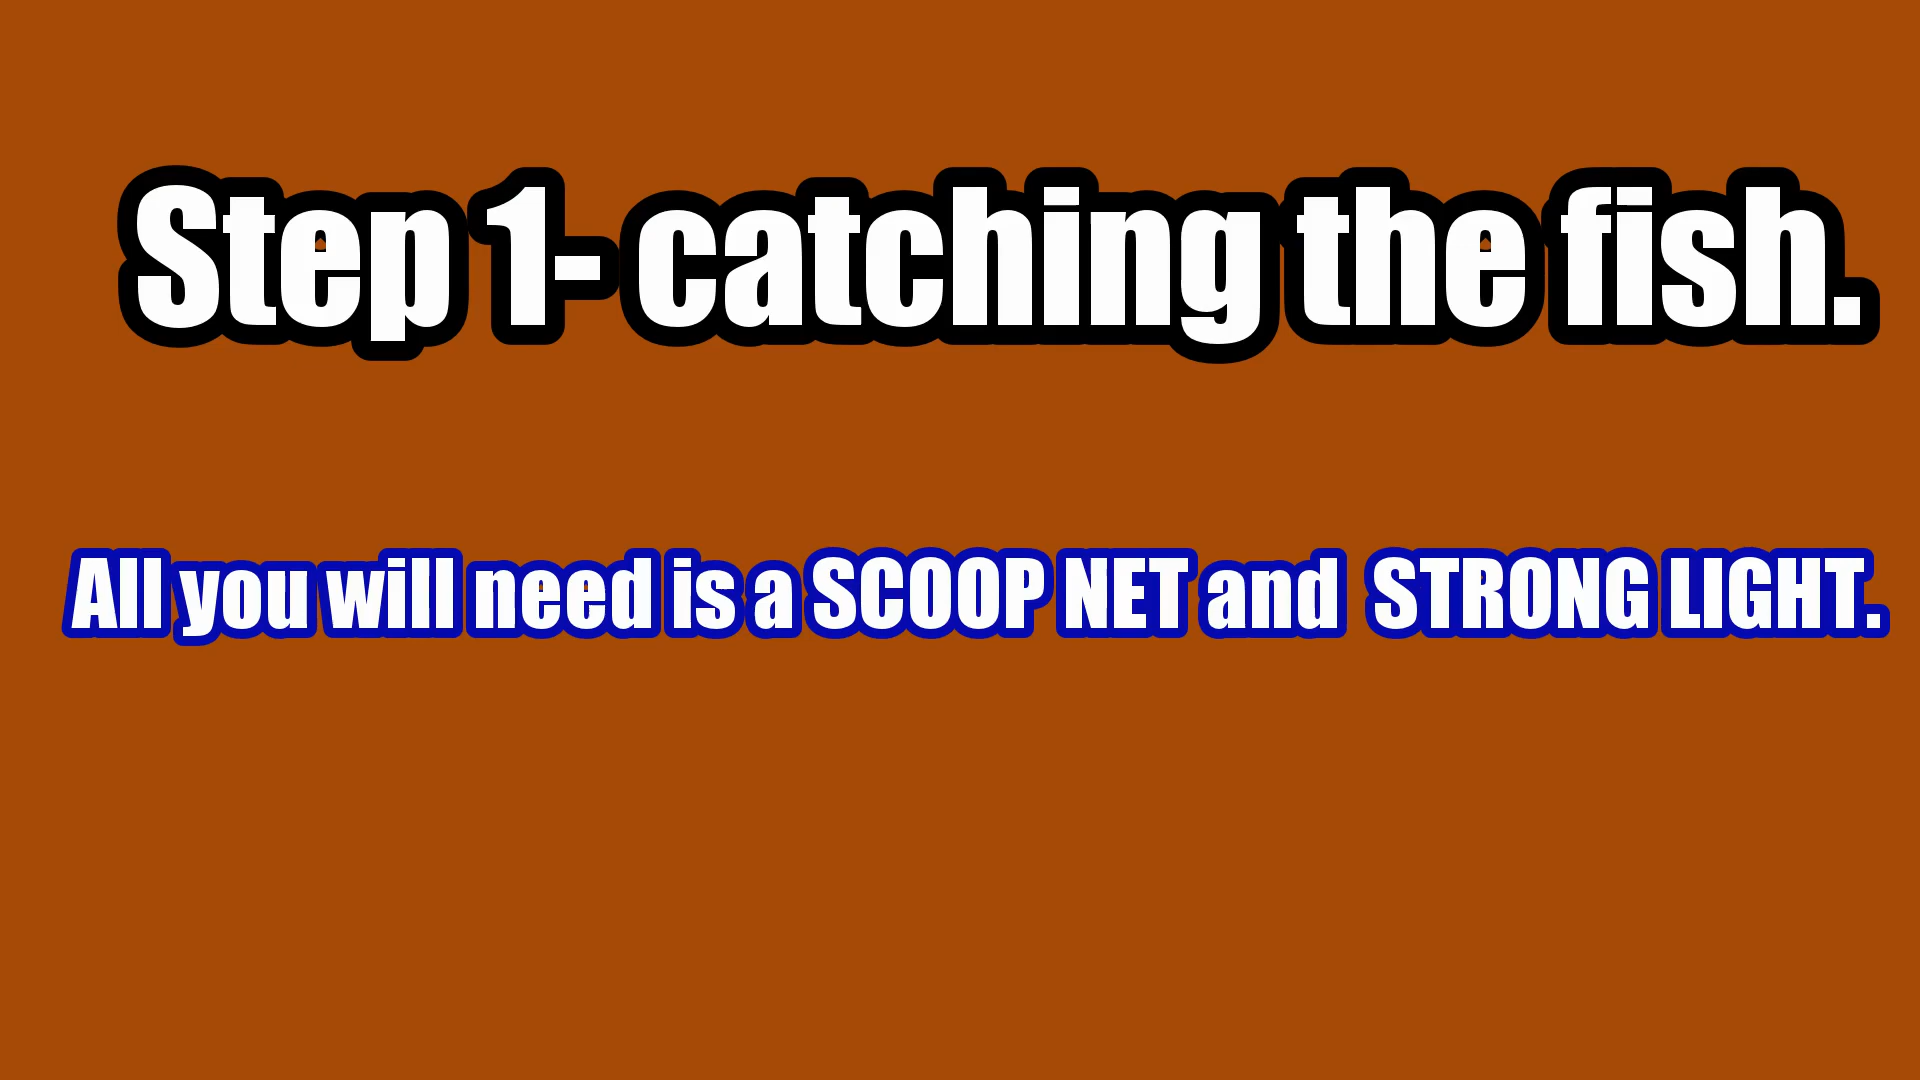 Step 1- catching the fish.
All you will need is a SCOOP NET and  STRONG LIGHT.